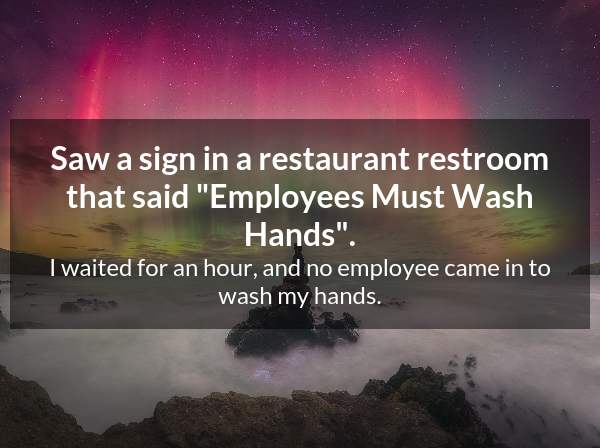 Saw a sign in a restaurant restroom
that said "Employees Must Wash
Hands".
I waited for an hour, and no employee came in to
wash my hands.